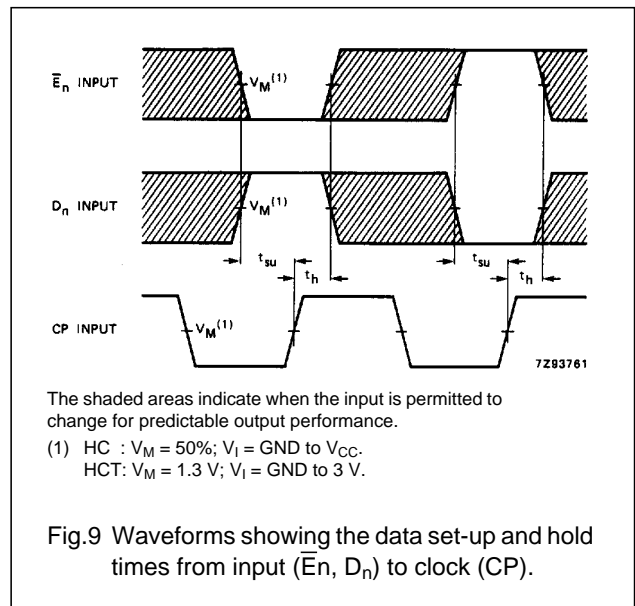 E̅n INPUT
VM(1)
Dn INPUT
VM(1)
tsu
th
tsu
th
CP INPUT
VM(1)
7Z93761
The shaded areas indicate when the input is permitted to
change for predictable output performance.
(1) HC : VM = 50%; VI = GND to VCC.
HCT: VM = 1.3 V; VI = GND to 3 V.
Fig.9 Waveforms showing the data set-up and hold
times from input (E̅n, Dn) to clock (CP).